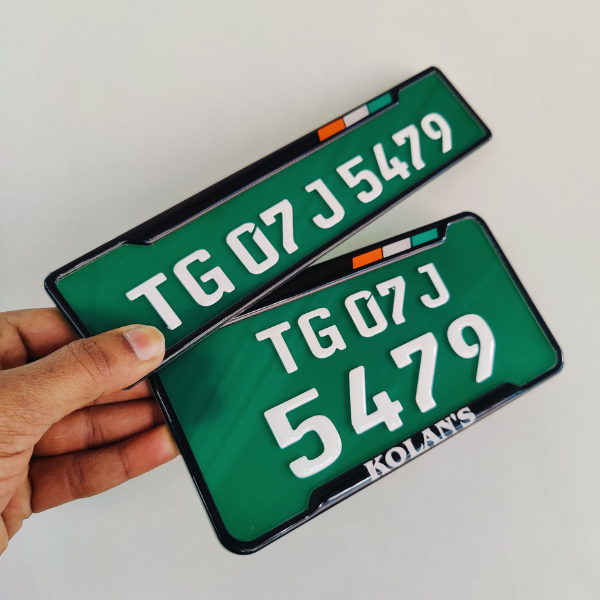 TG 07 J 5479
TG 07 J
5479
KOLAN'S